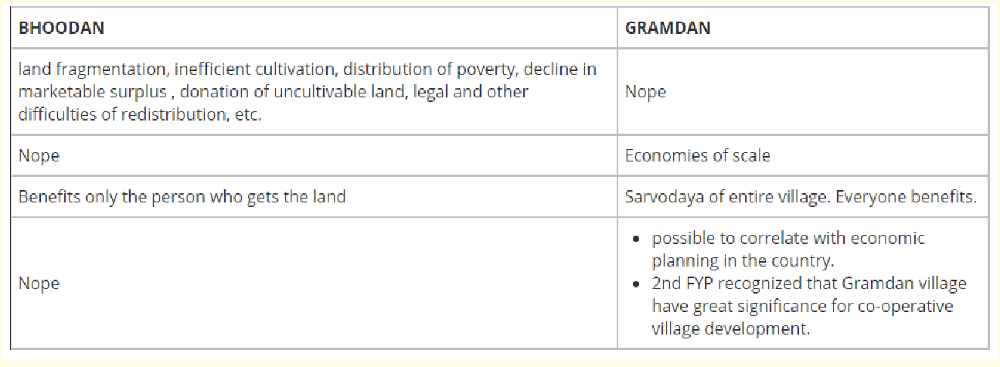 BHOODAN
GRAMDAN
land fragmentation, inefficient cultivation, distribution of poverty, decline in
marketable surplus , donation of uncultivable land, legal and other
difficulties of redistribution, etc.
Nope
Nope
Economies of scale
Benefits only the person who gets the land
Sarvodaya of entire village. Everyone benefits.
Nope
• possible to correlate with economic
planning in the country.
• 2nd FYP recognized that Gramdan village
have great significance for co-operative
village development.